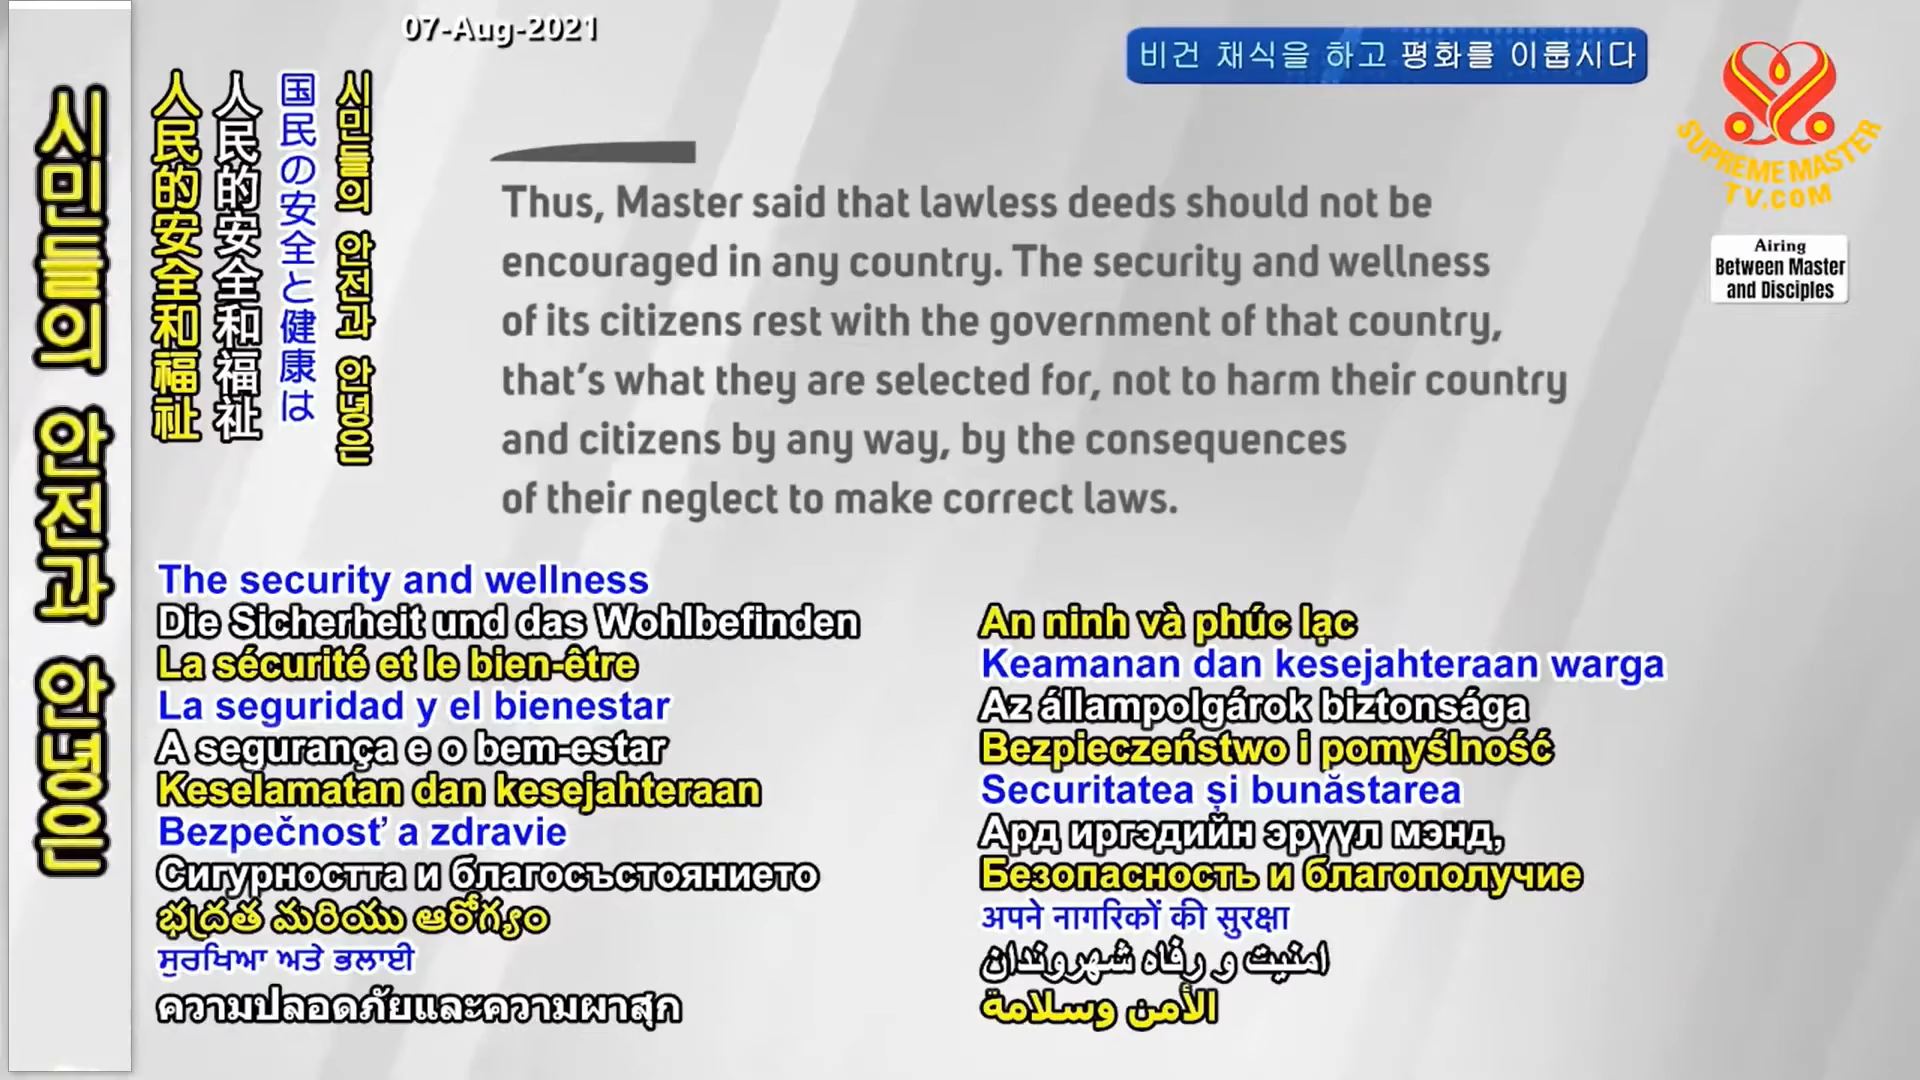 07-Aug-2021
비건 채식을 하고 평화를 이룹시다
SUPREME MASTER
TV.COM
Airing
Between Master
and Disciples
시민들의 안전과 안녕은
人民的安全和福祉
人民的安全和福祉
国民の安全と健康は
시민들의 안전과 안녕은
Thus, Master said that lawless deeds should not be
encouraged in any country. The security and wellness
of its citizens rest with the government of that country,
that's what they are selected for, not to harm their country
and citizens by any way, by the consequences
of their neglect to make correct laws.
The security and wellness
Die Sicherheit und das Wohlbefinden
La sécurité et le bien-être
La seguridad y el bienestar
A segurança e o bem-estar
Keselamatan dan kesejahteraan
Bezpečnosť a zdravie
Сигурността и благосъстоянието
భద్రత మరియు ఆరోగ్యం
ਸੁਰਖਿਆ ਅਤੇ ਭਲਾਈ
ความปลอดภัยและความผาสุก
An ninh và phúc lạc
Keamanan dan kesejahteraan warga
Az állampolgárok biztonsága
Bezpieczeństwo i pomyślność
Securitatea și bunăstarea
Ард иргэдийн эрүүл мэнд,
Безопасность и благополучие
अपने नागरिकों की सुरक्षा
امنیت و رفاه شهروندان
الأمن وسلامة